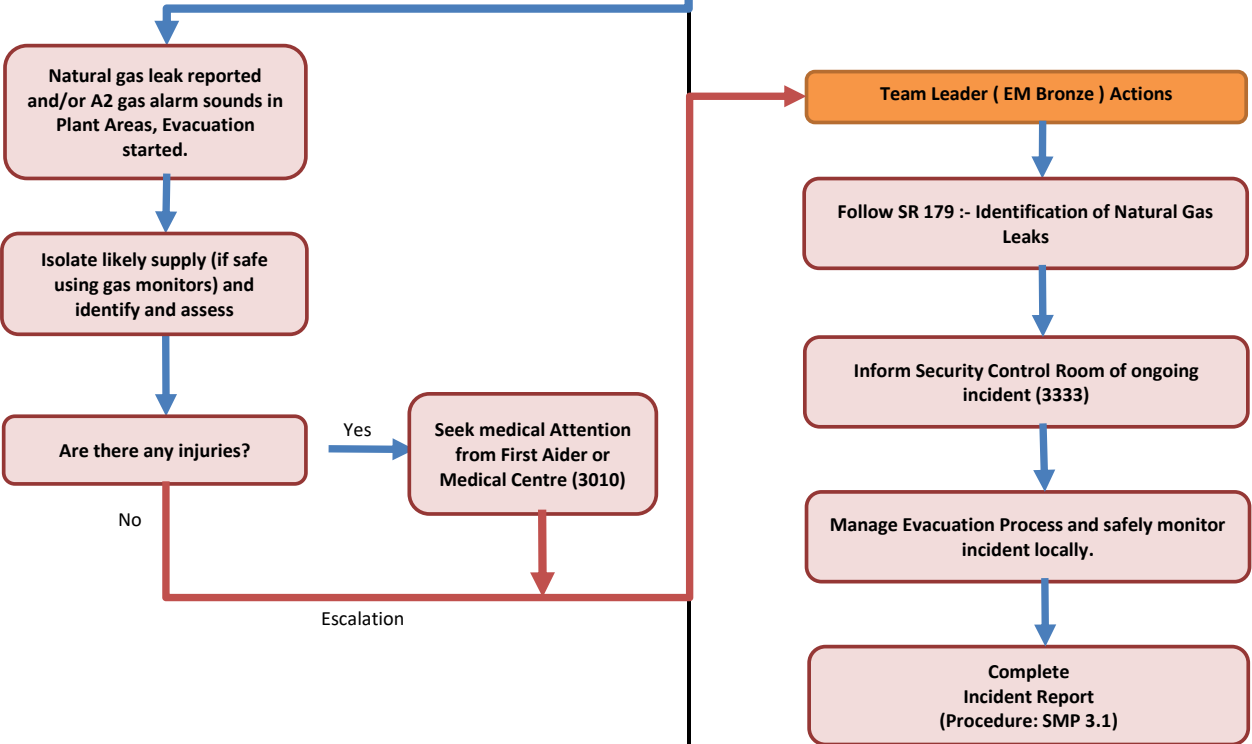 Natural gas leak reported
and/or A2 gas alarm sounds in
Plant Areas, Evacuation
started.
Isolate likely supply (if safe
using gas monitors) and
identify and assess
Are there any injuries?
Yes
Seek medical Attention
from First Aider or
Medical Centre (3010)
No
Escalation
Team Leader ( EM Bronze ) Actions
Follow SR 179 :- Identification of Natural Gas
Leaks
Inform Security Control Room of ongoing
incident (3333)
Manage Evacuation Process and safely monitor
incident locally.
Complete
Incident Report
(Procedure: SMP 3.1)